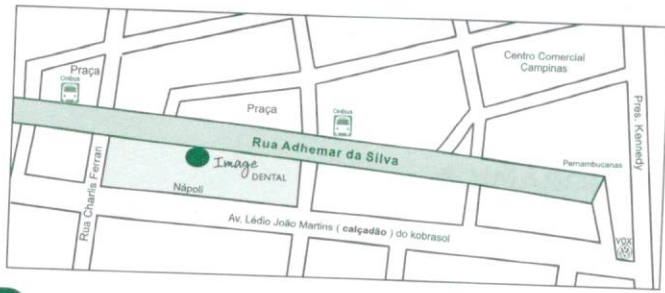 Praça
Ônibus
Praça
Ônibus
Centro Comercial
Campinas
Pres. Kennedy
Rua Adhemar da Silva
Pernambucanas
Image
DENTAL
Nápoli
Rua Charlis Ferrari
Av. Lédio João Martins ( calçadão ) do kobrasol
VOX